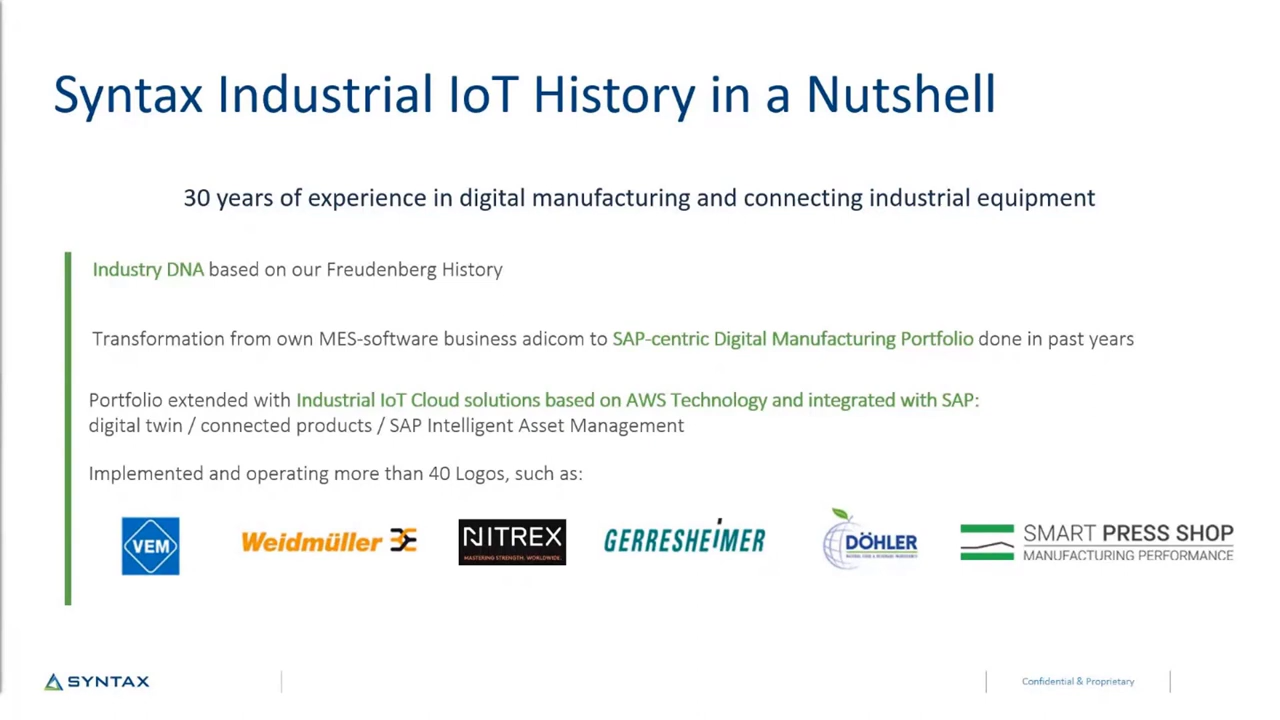 Syntax Industrial IoT History in a Nutshell
30 years of experience in digital manufacturing and connecting industrial equipment
Industry DNA based on our Freudenberg History
Transformation from own MES-software business adicom to SAP-centric Digital Manufacturing Portfolio done in past years
Portfolio extended with Industrial IoT Cloud solutions based on AWS Technology and integrated with SAP:
digital twin / connected products / SAP Intelligent Asset Management
Implemented and operating more than 40 Logos, such as:
VEM
Weidmüller
NITREX
MASTERING STRENGTH. WORLDWIDE.
GERRESHEIMER
DÖHLER
SMART PRESS SHOP
MANUFACTURING PERFORMANCE
SYNTAX
Confidential & Proprietary